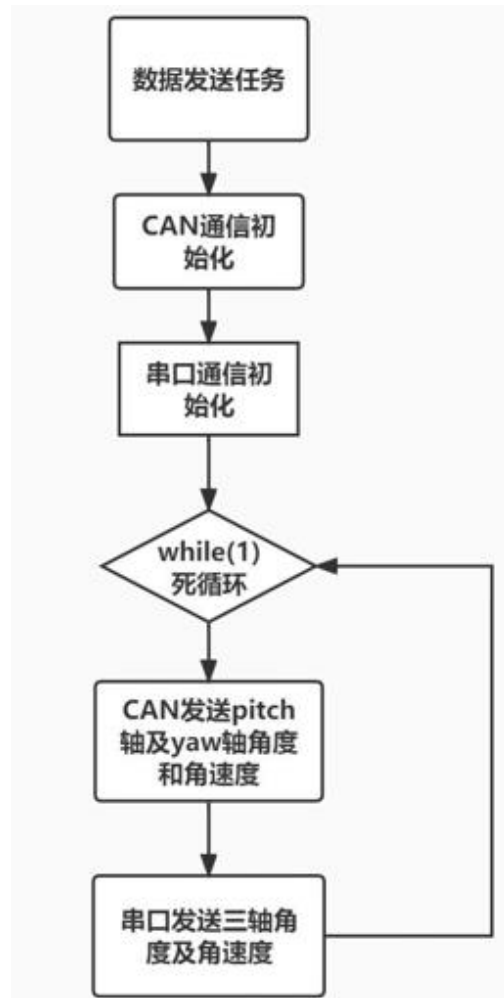 数据发送任务
CAN通信初
始化
串口通信初
始化
while(1)
死循环
CAN发送pitch
轴及yaw轴角度
和角速度
串口发送三轴角
度及角速度